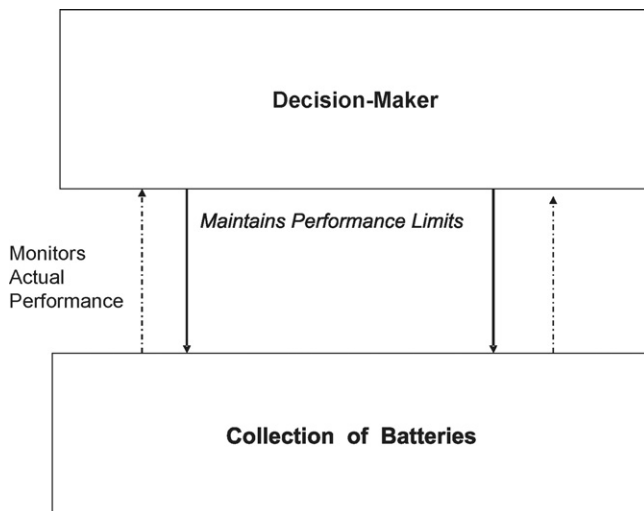 Decision-Maker
Maintains Performance Limits
Monitors
Actual
Performance
Collection of Batteries